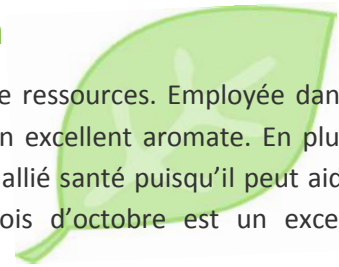 e ressources. Employée dan
n excellent aromate. En plu
allié santé puisqu'il peut aid
ois d'octobre est un exce